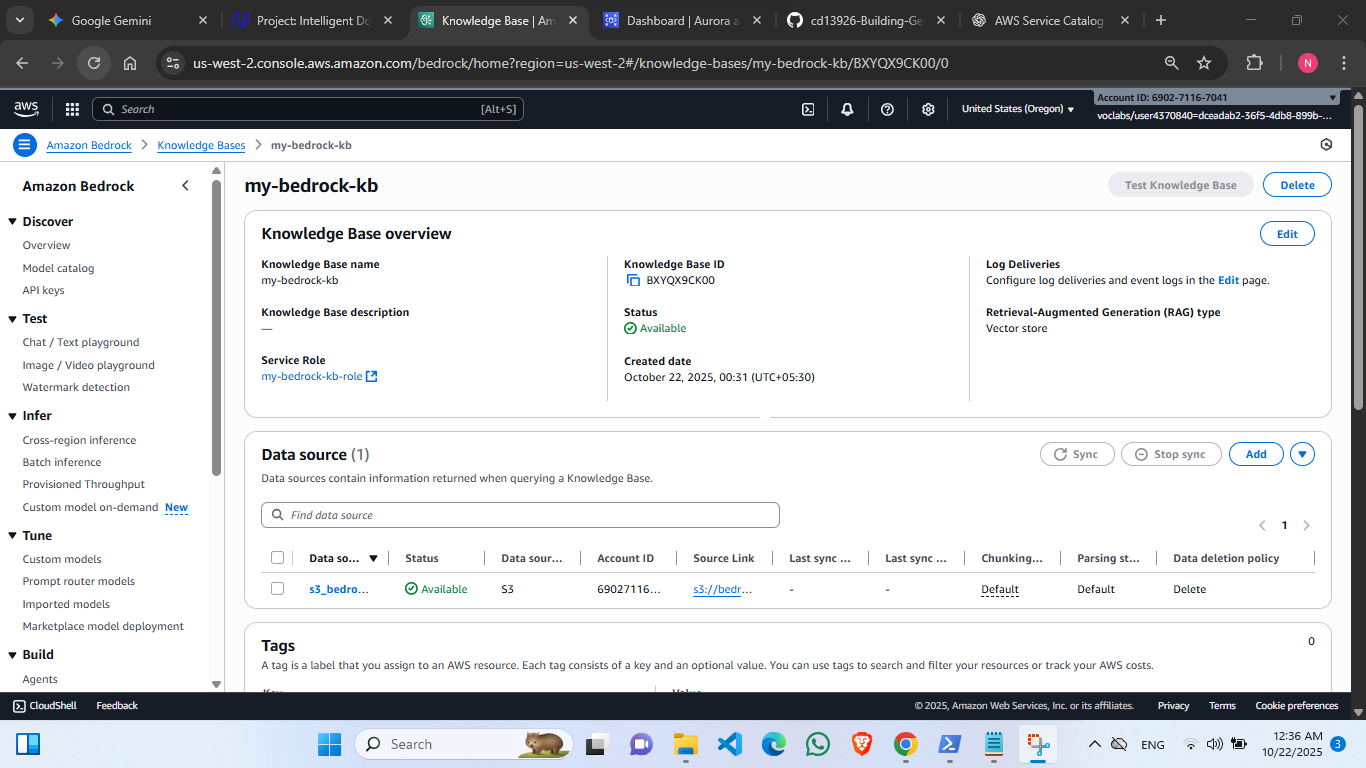 Google Gemini
Project: Intelligent Do
Knowledge Base | Am
Dashboard | Aurora a
cd13926-Building-Ge
AWS Service Catalog
us-west-2.console.aws.amazon.com/bedrock/home?region=us-west-2#/knowledge-bases/my-bedrock-kb/BXYQX9CK00/0
N
aws
Search
[Alt+S]
United States (Oregon)
Account ID: 6902-7116-7041
voclabs/user4370840=dceadab2-36f5-4db8-899b-...
Amazon Bedrock
Knowledge Bases
my-bedrock-kb
Amazon Bedrock
Discover
Overview
Model catalog
API keys
Test
Chat / Text playground
Image / Video playground
Watermark detection
Infer
Cross-region inference
Batch inference
Provisioned Throughput
Custom model on-demand New
Tune
Custom models
Prompt router models
Imported models
Marketplace model deployment
Build
Agents
my-bedrock-kb
Test Knowledge Base
Delete
Knowledge Base overview
Edit
Knowledge Base name
my-bedrock-kb
Knowledge Base description
—
Service Role
my-bedrock-kb-role
Knowledge Base ID
BXYQX9CK00
Status
Available
Created date
October 22, 2025, 00:31 (UTC+05:30)
Log Deliveries
Configure log deliveries and event logs in the Edit page.
Retrieval-Augmented Generation (RAG) type
Vector store
Data source (1)
Sync
Stop sync
Add
Data sources contain information returned when querying a Knowledge Base.
Find data source
1
Data so... Status Data sour... Account ID Source Link Last sync ... Last sync ... Chunking... Parsing st... Data deletion policy
s3_bedro... Available S3 69027116... s3://bedr... - - Default Default Delete
Tags
0
A tag is a label that you assign to an AWS resource. Each tag consists of a key and an optional value. You can use tags to search and filter your resources or track your AWS costs.
Key Value
CloudShell
Feedback
© 2025, Amazon Web Services, Inc. or its affiliates.
Privacy
Terms
Cookie preferences
Search
ENG
12:36 AM
10/22/2025
3